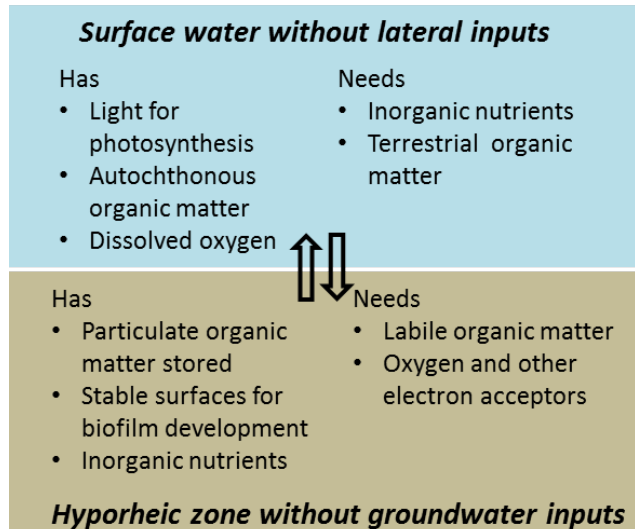 Surface water without lateral inputs
Has
• Light for
photosynthesis
• Autochthonous
organic matter
• Dissolved oxygen
Needs
• Inorganic nutrients
• Terrestrial organic
matter
Has
• Particulate organic
matter stored
• Stable surfaces for
biofilm development
• Inorganic nutrients
Needs
• Labile organic matter
• Oxygen and other
electron acceptors
Hyporheic zone without groundwater inputs